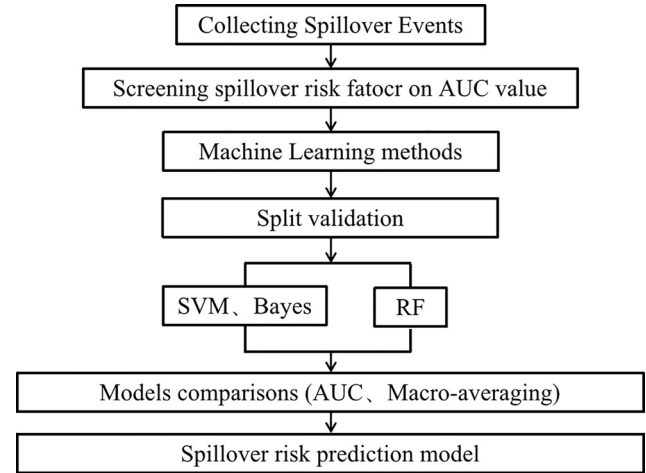 Collecting Spillover Events
Screening spillover risk fatocr on AUC value
Machine Learning methods
Split validation
SVM、Bayes
RF
Models comparisons (AUC、Macro-averaging)
Spillover risk prediction model